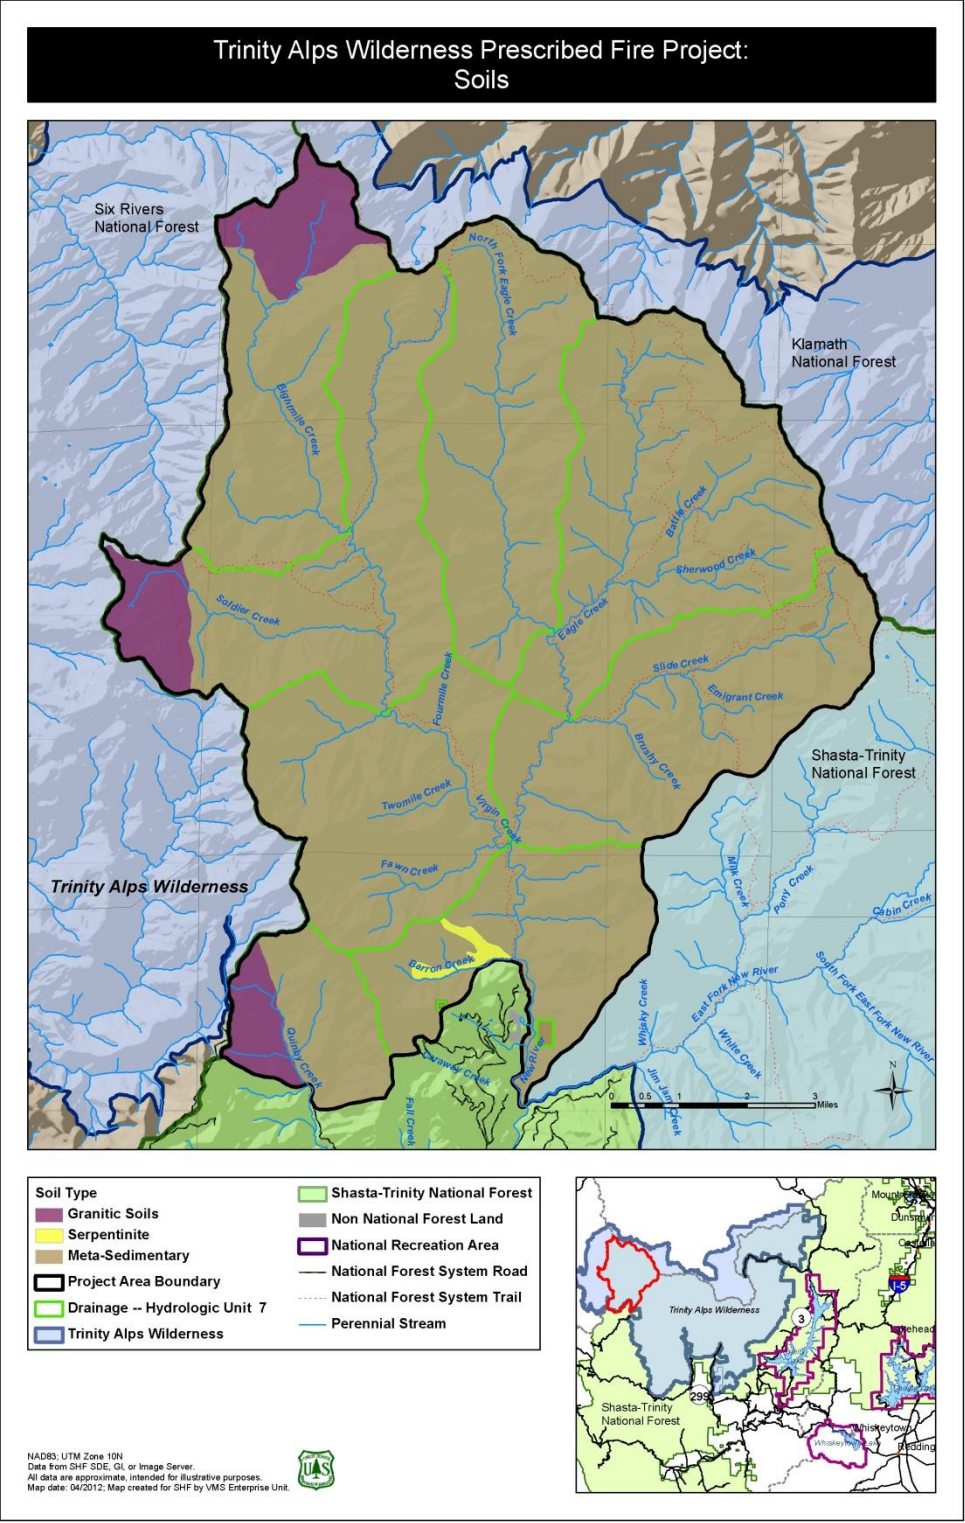 Trinity Alps Wilderness Prescribed Fire Project:
Soils
Six Rivers
National Forest
North Fork Eagle Creek
Klamath
National Forest
Eightmile Creek
Battle Creek
Sherwood Creek
Soldier Creek
Eagle Creek
Slide Creek
Fourmile Creek
Emigrant Creek
Brushy Creek
Shasta-Trinity
National Forest
Twomile Creek
Virgin Creek
Fawn Creek
Milk Creek
Pony Creek
Trinity Alps Wilderness
Cabin Creek
Barron Creek
East Fork New River
South Fork East Fork New River
Whisky Creek
White Creek
Quinby Creek
New River
Caraway Creek
Jim Jam Creek
Fall Creek
N
0 0.5 1 2 3
Miles
Soil Type
Granitic Soils
Serpentinite
Meta-Sedimentary
Project Area Boundary
Drainage -- Hydrologic Unit 7
Trinity Alps Wilderness
Shasta-Trinity National Forest
Non National Forest Land
National Recreation Area
National Forest System Road
National Forest System Trail
Perennial Stream
I-5
Trinity Alps Wilderness
3
299
Shasta-Trinity
National Forest
Whiskeytown
Whiskeytown Lake
Redding
NAD83; UTM Zone 10N
Data from SHF SDE, GI, or Image Server.
All data are approximate, intended for illustrative purposes.
Map date: 04/2012; Map created for SHF by VMS Enterprise Unit.
UAS